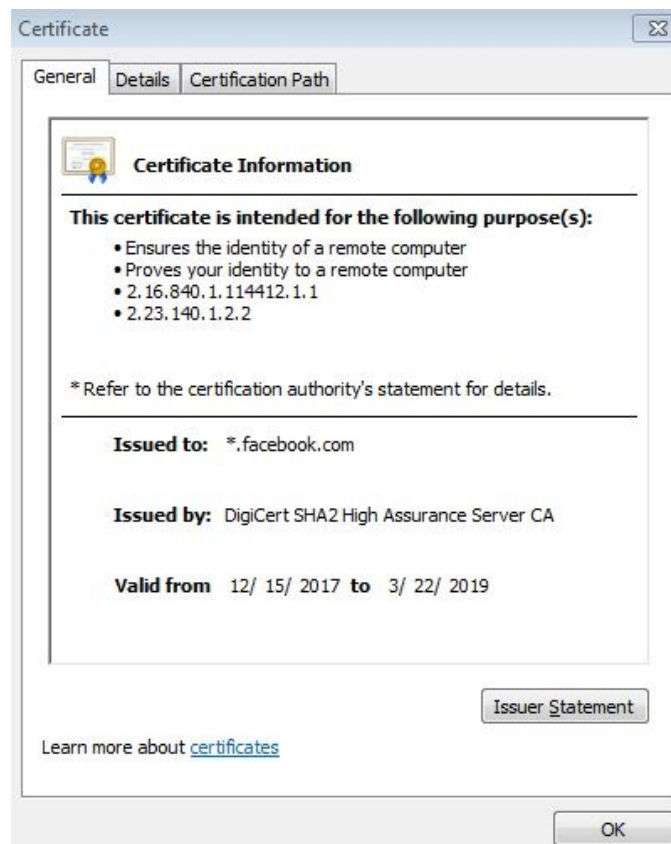 Certificate
General
Details
Certification Path
Certificate Information
This certificate is intended for the following purpose(s):
• Ensures the identity of a remote computer
• Proves your identity to a remote computer
• 2.16.840.1.114412.1.1
• 2.23.140.1.2.2
* Refer to the certification authority's statement for details.
Issued to: *.facebook.com
Issued by: DigiCert SHA2 High Assurance Server CA
Valid from 12/ 15/ 2017 to 3/ 22/ 2019
Issuer Statement
Learn more about certificates
OK